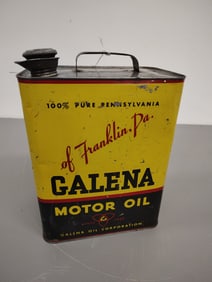 100% PURE PENNSYLVANIA
of Franklin, Pa.
GALENA
MOTOR OIL
GALENA OIL CORPORATION